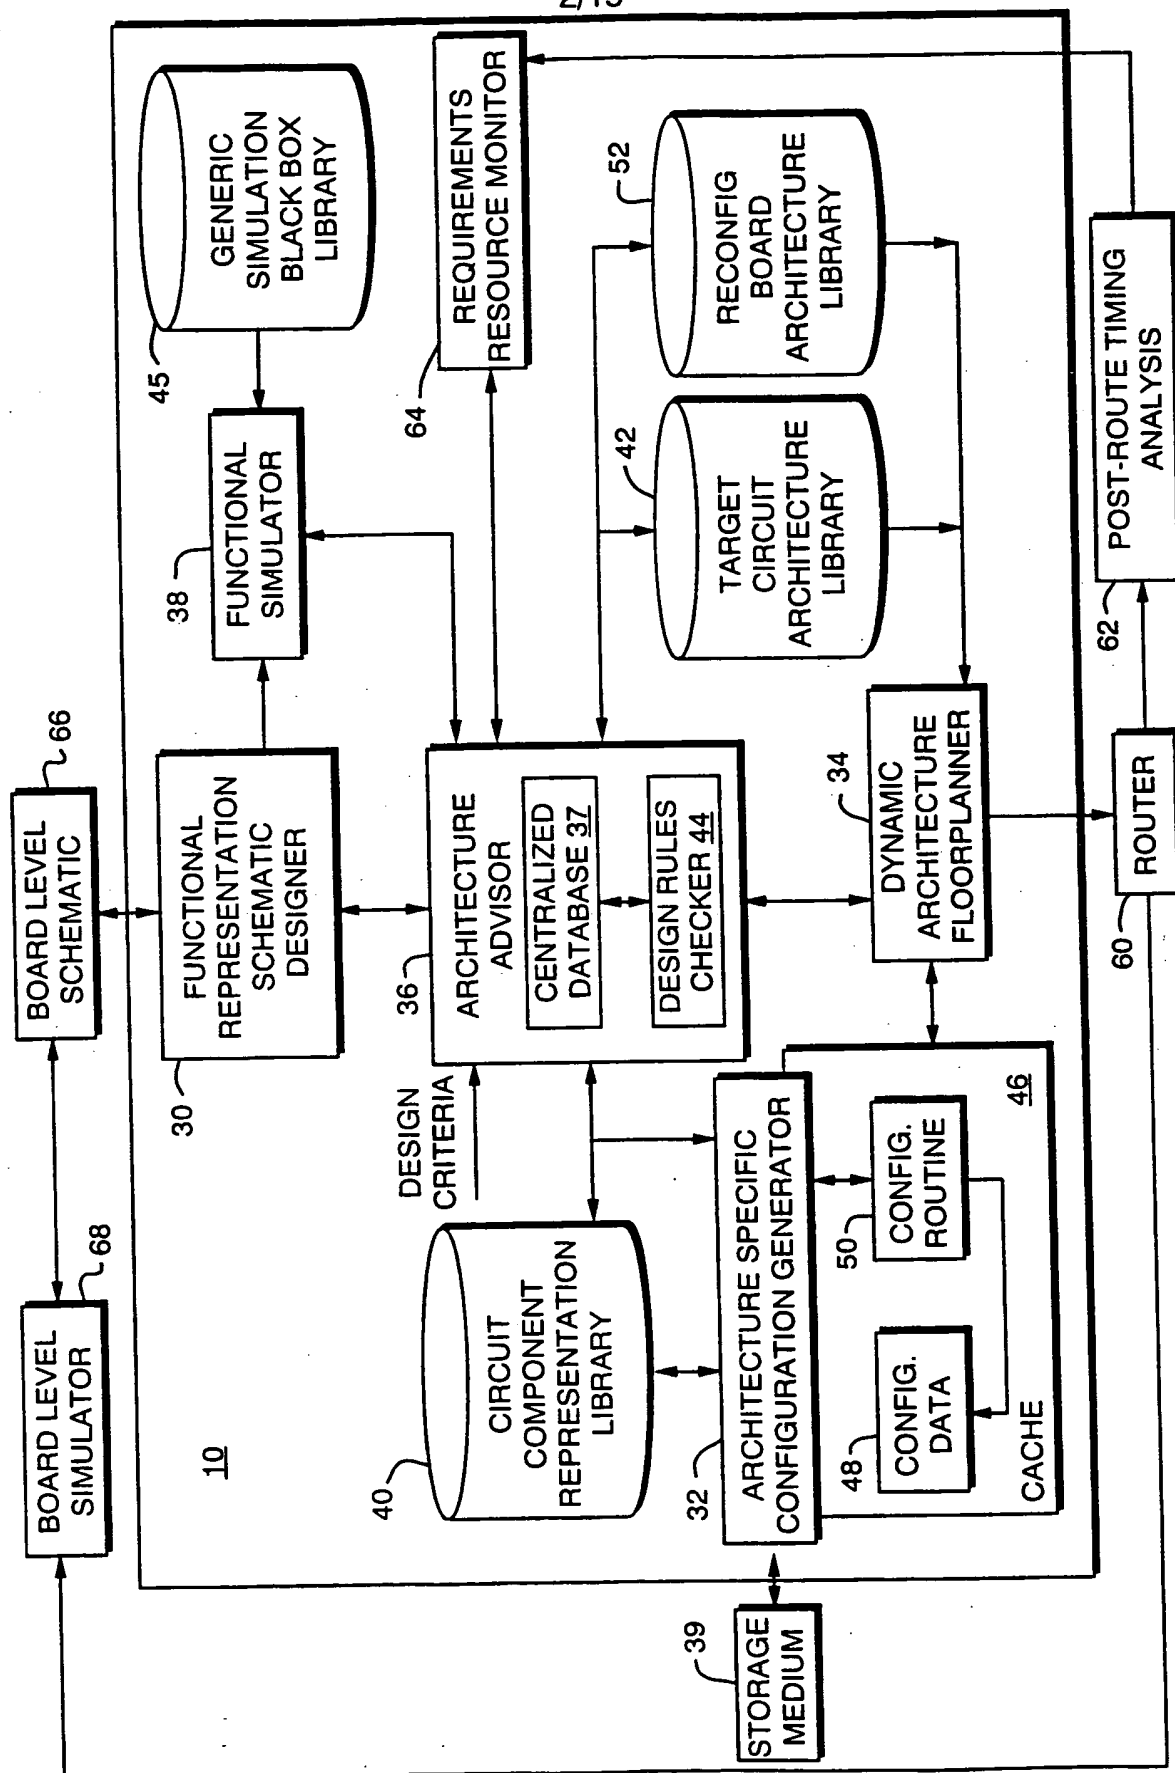 2/15
BOARD LEVEL
SIMULATOR
68
BOARD LEVEL
SCHEMATIC
66
10
30
FUNCTIONAL
REPRESENTATION
SCHEMATIC
DESIGNER
38
FUNCTIONAL
SIMULATOR
45
GENERIC
SIMULATION
BLACK BOX
LIBRARY
40
CIRCUIT
COMPONENT
REPRESENTATION
LIBRARY
DESIGN
CRITERIA
36
ARCHITECTURE
ADVISOR
CENTRALIZED
DATABASE 37
DESIGN RULES
CHECKER 44
64
REQUIREMENTS
RESOURCE MONITOR
39
STORAGE
MEDIUM
32
ARCHITECTURE SPECIFIC
CONFIGURATION GENERATOR
48
CONFIG.
DATA
50
CONFIG.
ROUTINE
46
CACHE
34
DYNAMIC
ARCHITECTURE
FLOORPLANNER
42
TARGET
CIRCUIT
ARCHITECTURE
LIBRARY
52
RECONFIG
BOARD
ARCHITECTURE
LIBRARY
60
ROUTER
62
POST-ROUTE TIMING
ANALYSIS